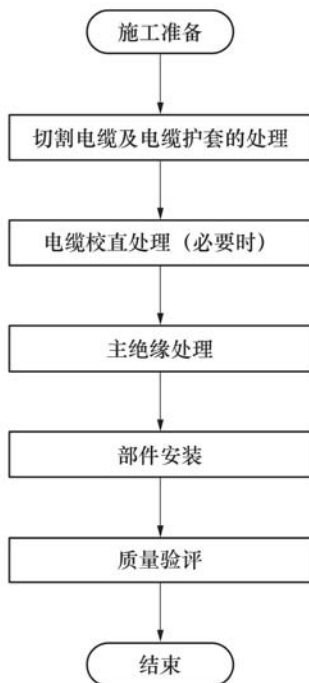 施工准备
切割电缆及电缆护套的处理
电缆校直处理（必要时）
主绝缘处理
部件安装
质量验评
结束